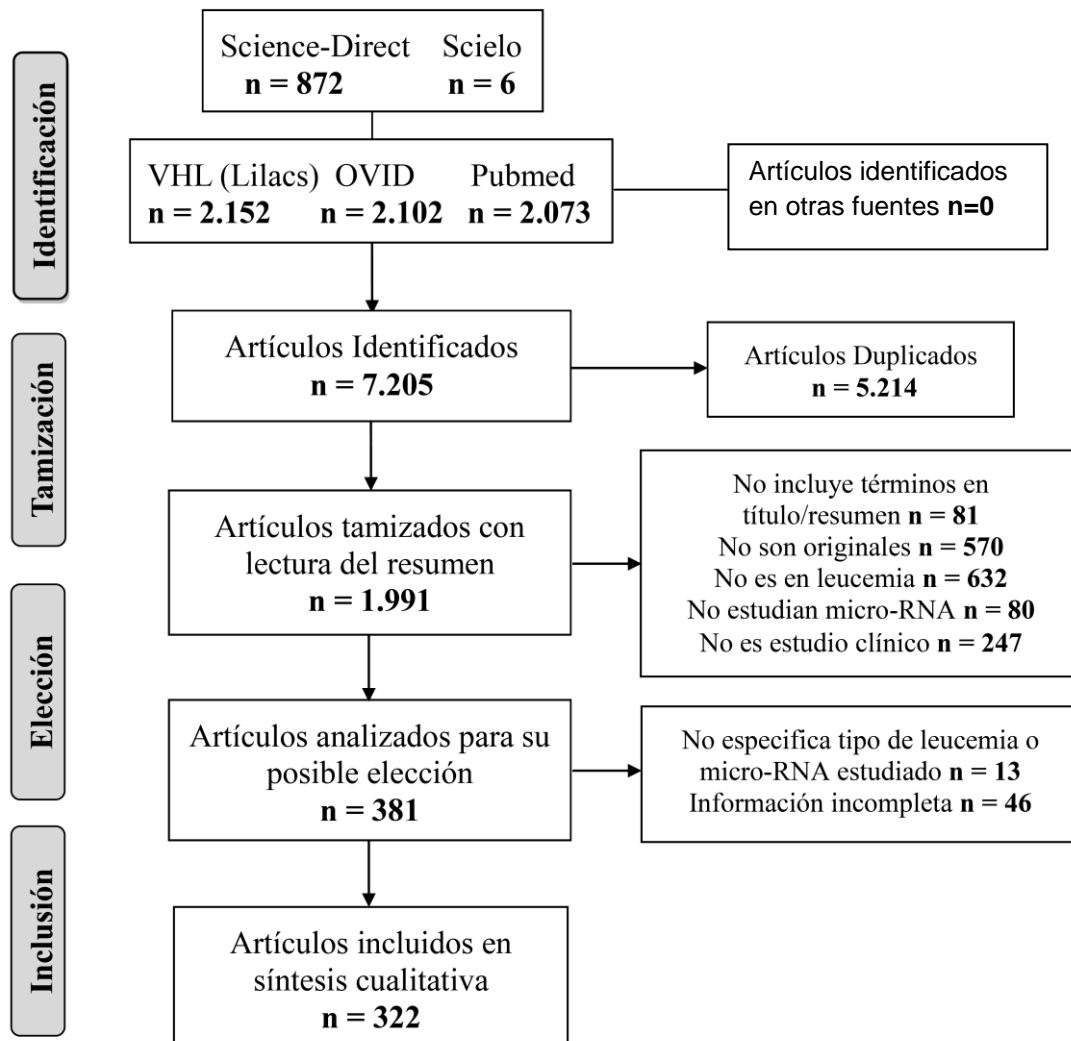 Identificación
Science-Direct Scielo
n = 872 n = 6
VHL (Lilacs) OVID Pubmed
n = 2.152 n = 2.102 n = 2.073
Artículos identificados
en otras fuentes n=0
Tamización
Artículos Identificados
n = 7.205
Artículos Duplicados
n = 5.214
Artículos tamizados con
lectura del resumen
n = 1.991
No incluye términos en
título/resumen n = 81
No son originales n = 570
No es en leucemia n = 632
No estudian micro-RNA n = 80
No es estudio clínico n = 247
Elección
Artículos analizados para su
posible elección
n = 381
No especifica tipo de leucemia o
micro-RNA estudiado n = 13
Información incompleta n = 46
Inclusión
Artículos incluidos en
síntesis cualitativa
n = 322